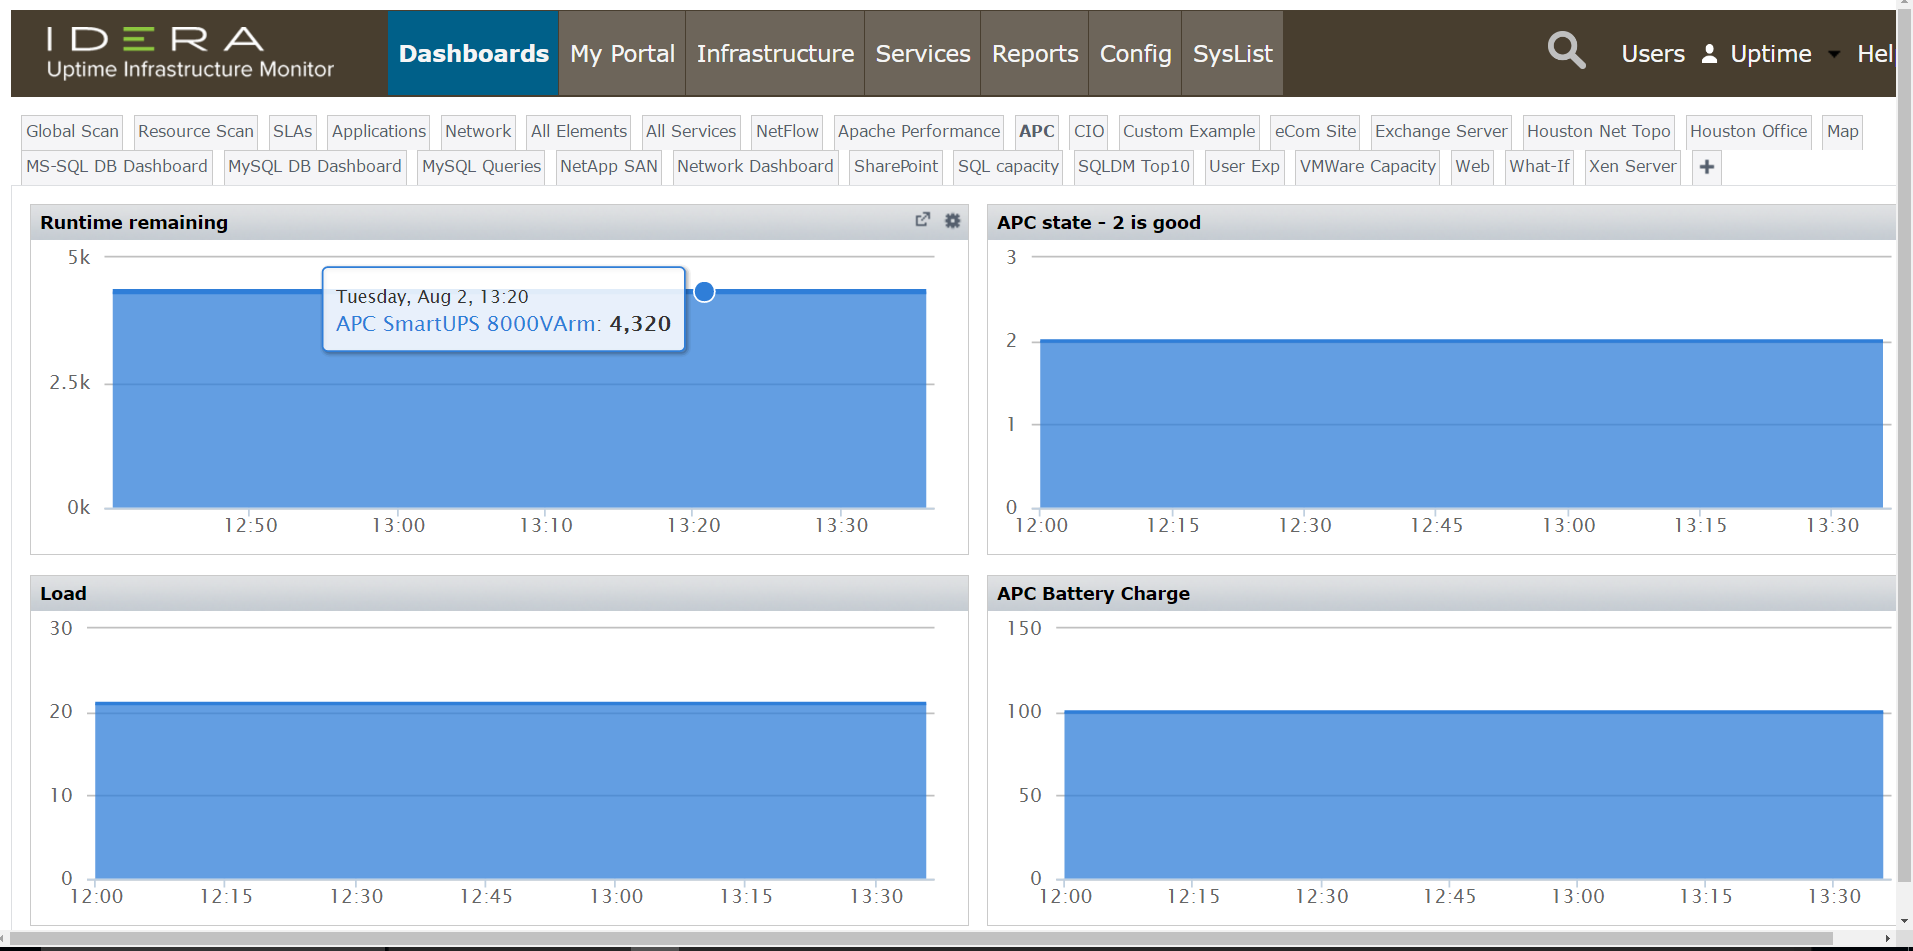 IDERA
Uptime Infrastructure Monitor
Dashboards My Portal Infrastructure Services Reports Config SysList Users Uptime Hel
Global Scan Resource Scan SLAs Applications Network All Elements All Services NetFlow Apache Performance APC CIO Custom Example eCom Site Exchange Server Houston Net Topo Houston Office Map
MS-SQL DB Dashboard MySQL DB Dashboard MySQL Queries NetApp SAN Network Dashboard SharePoint SQL capacity SQLDM Top10 User Exp VMWare Capacity Web What-If Xen Server +
Runtime remaining
5k
2.5k
0k
Tuesday, Aug 2, 13:20
APC SmartUPS 8000VArm: 4,320
12:50 13:00 13:10 13:20 13:30
APC state - 2 is good
3
2
1
0
12:00 12:15 12:30 12:45 13:00 13:15 13:30
Load
30
20
10
0
12:00 12:15 12:30 12:45 13:00 13:15 13:30
APC Battery Charge
150
100
50
0
12:00 12:15 12:30 12:45 13:00 13:15 13:30